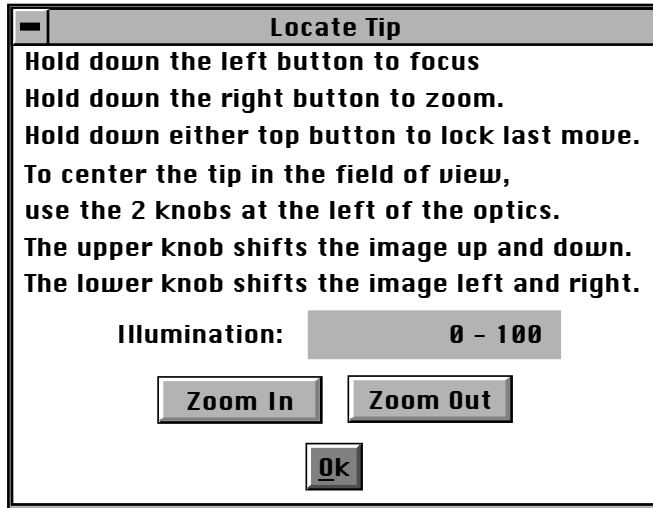 Locate Tip
Hold down the left button to focus
Hold down the right button to zoom.
Hold down either top button to lock last move.
To center the tip in the field of view,
use the 2 knobs at the left of the optics.
The upper knob shifts the image up and down.
The lower knob shifts the image left and right.
Illumination: 0 - 100
Zoom In Zoom Out
Ok